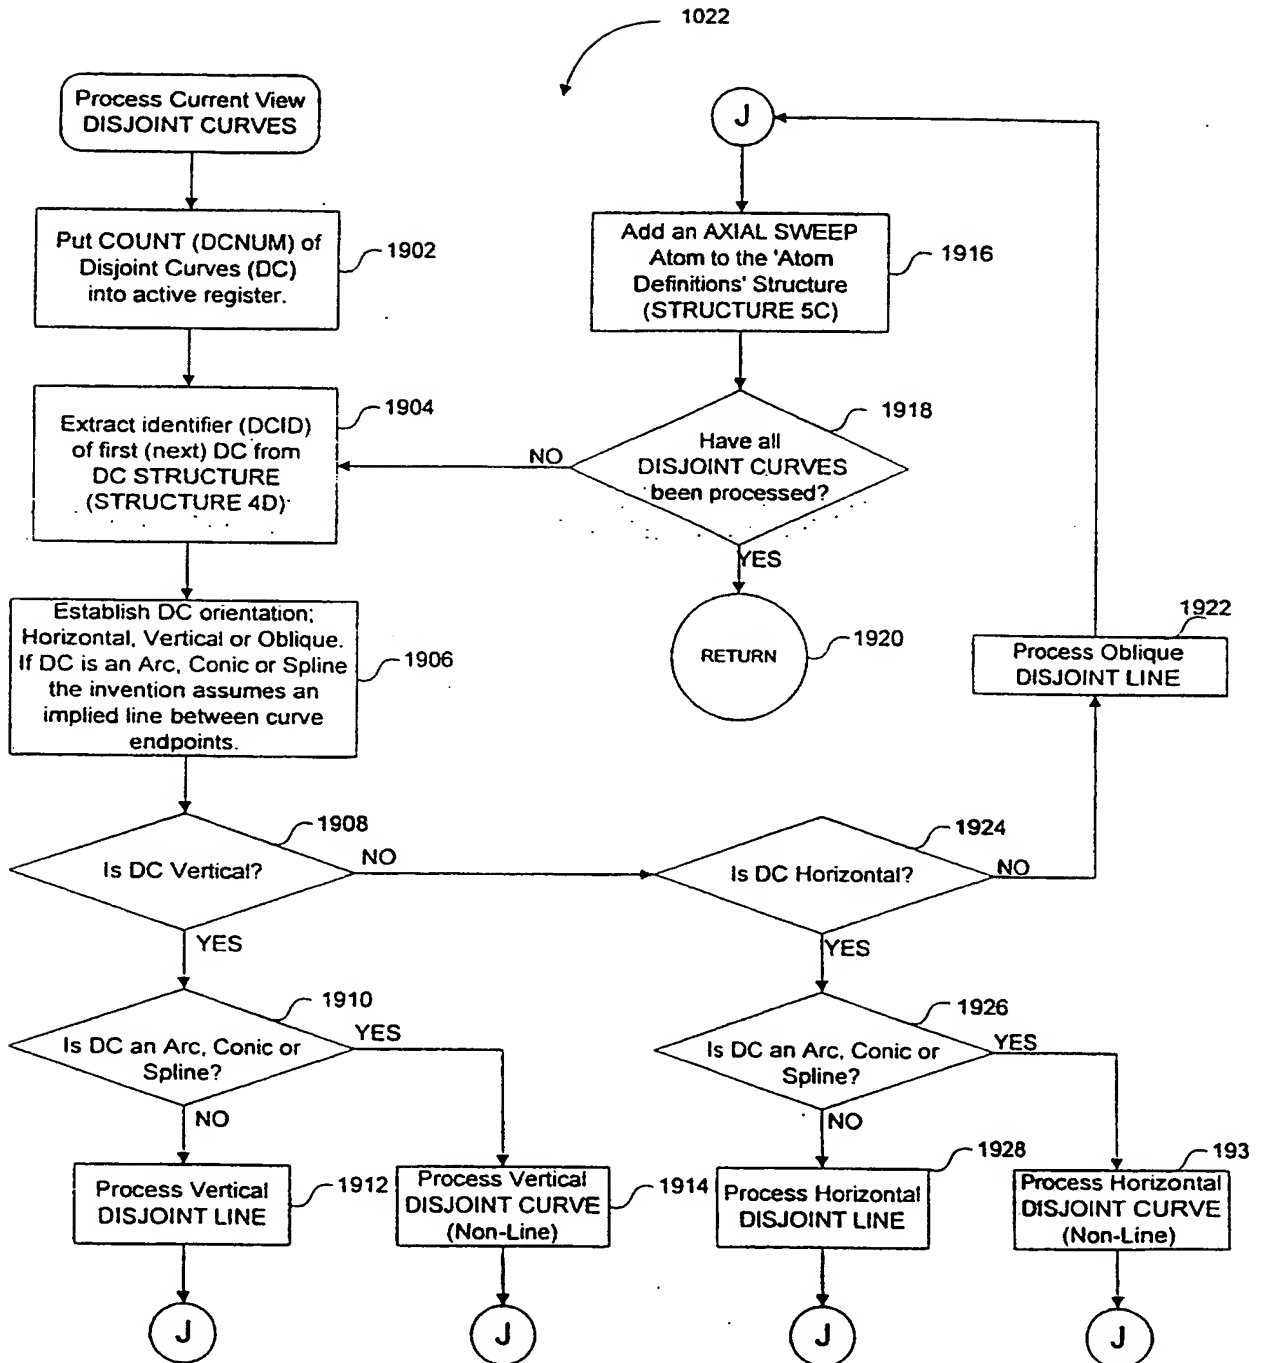 1022
Process Current View
DISJOINT CURVES
Put COUNT (DCNUM) of
Disjoint Curves (DC)
into active register.
1902
Extract identifier (DCID)
of first (next) DC from
DC STRUCTURE
(STRUCTURE 4D)
1904
Establish DC orientation;
Horizontal, Vertical or Oblique.
If DC is an Arc, Conic or Spline
the invention assumes an
implied line between curve
endpoints.
1906
Is DC Vertical?
1908
NO
YES
Is DC an Arc, Conic or
Spline?
1910
YES
NO
Process Vertical
DISJOINT LINE
1912
J
Process Vertical
DISJOINT CURVE
(Non-Line)
1914
J
J
Add an AXIAL SWEEP
Atom to the 'Atom
Definitions' Structure
(STRUCTURE 5C)
1916
Have all
DISJOINT CURVES
been processed?
1918
NO
YES
RETURN
1920
Process Oblique
DISJOINT LINE
1922
Is DC Horizontal?
1924
NO
YES
Is DC an Arc, Conic or
Spline?
1926
YES
NO
Process Horizontal
DISJOINT LINE
1928
J
Process Horizontal
DISJOINT CURVE
(Non-Line)
193
J